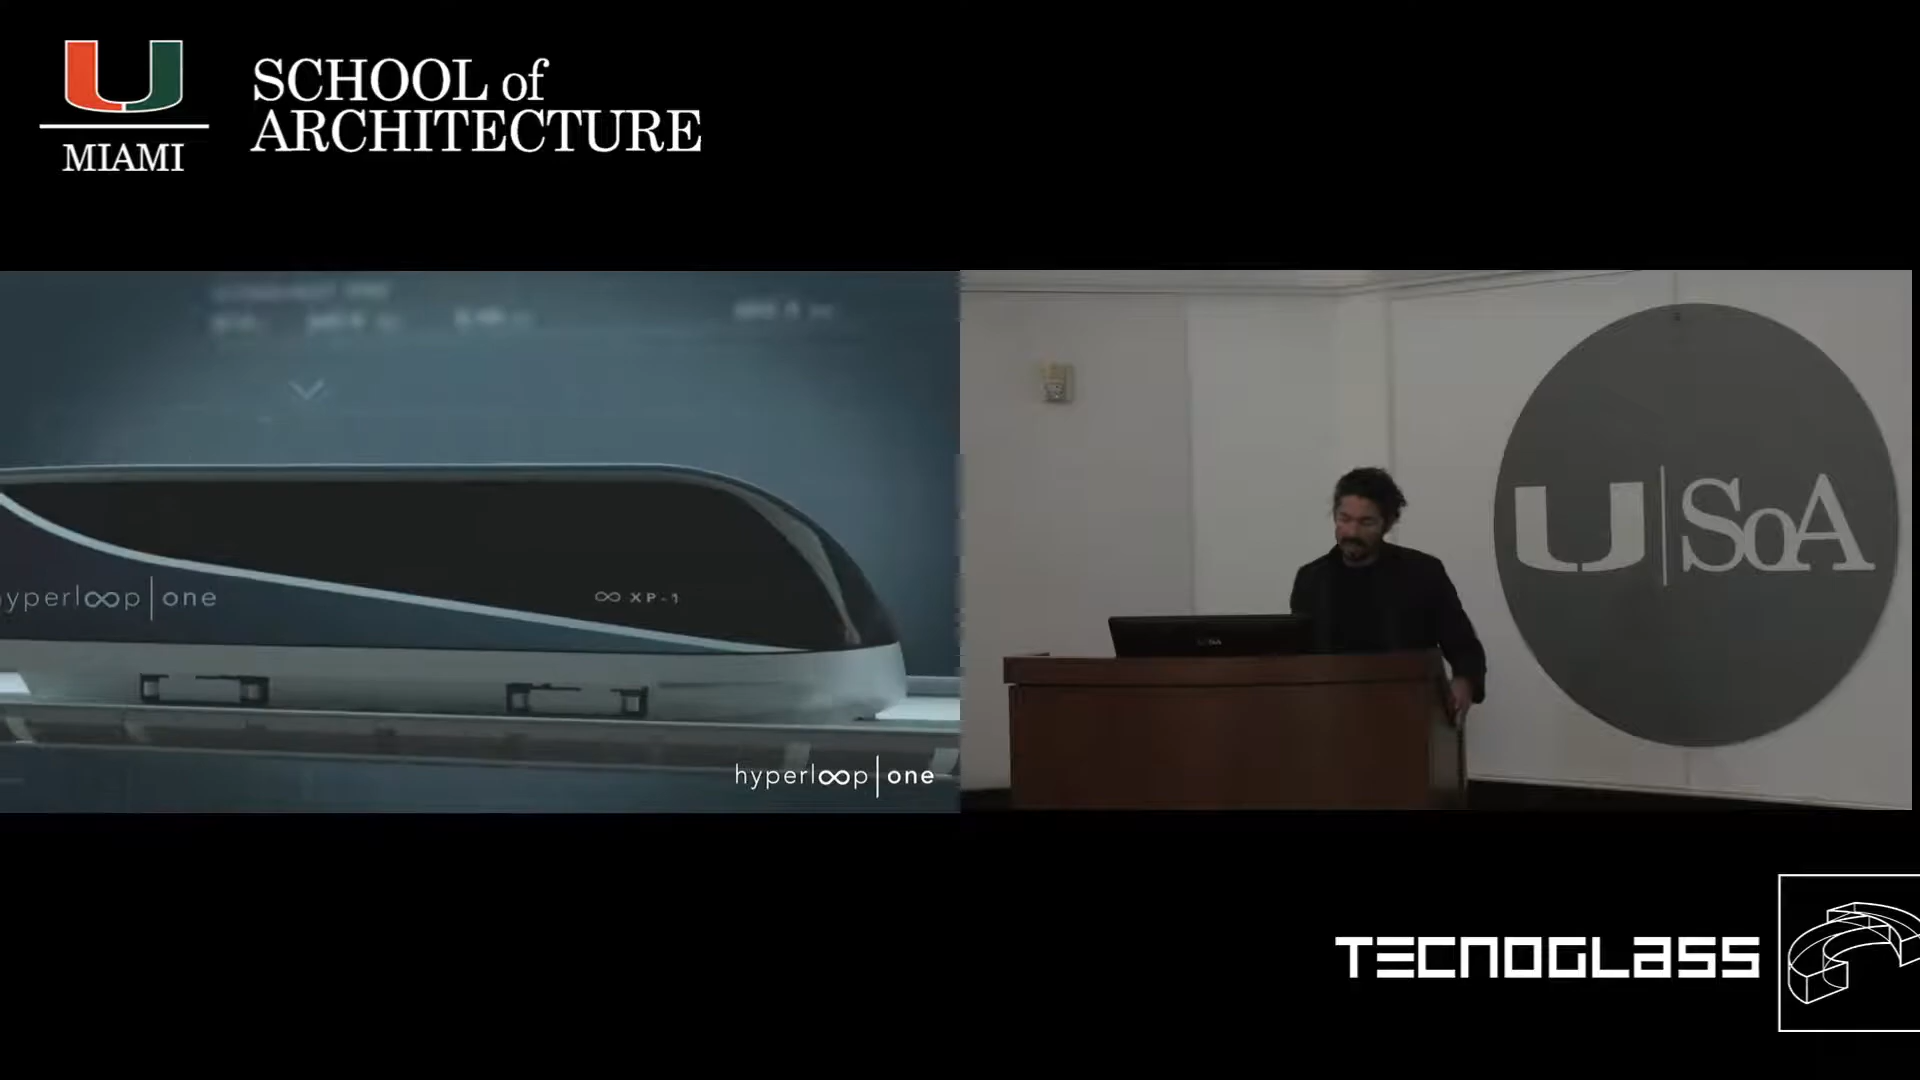 U
MIAMI
SCHOOL of
ARCHITECTURE
yperloop | one
XP-1
hyperloop | one
U | SoA
TECNOGLASS